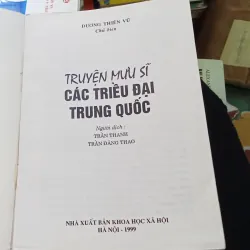 DƯƠNG THIÊN VŨ
Chủ biên
TRUYỆN MƯU SĨ
CÁC TRIỀU ĐẠI
TRUNG QUỐC
Người dịch :
TRẦN THANH
TRẦN ĐĂNG THAO
NHÀ XUẤT BẢN KHOA HỌC XÃ HỘI
HÀ NỘI - 1999